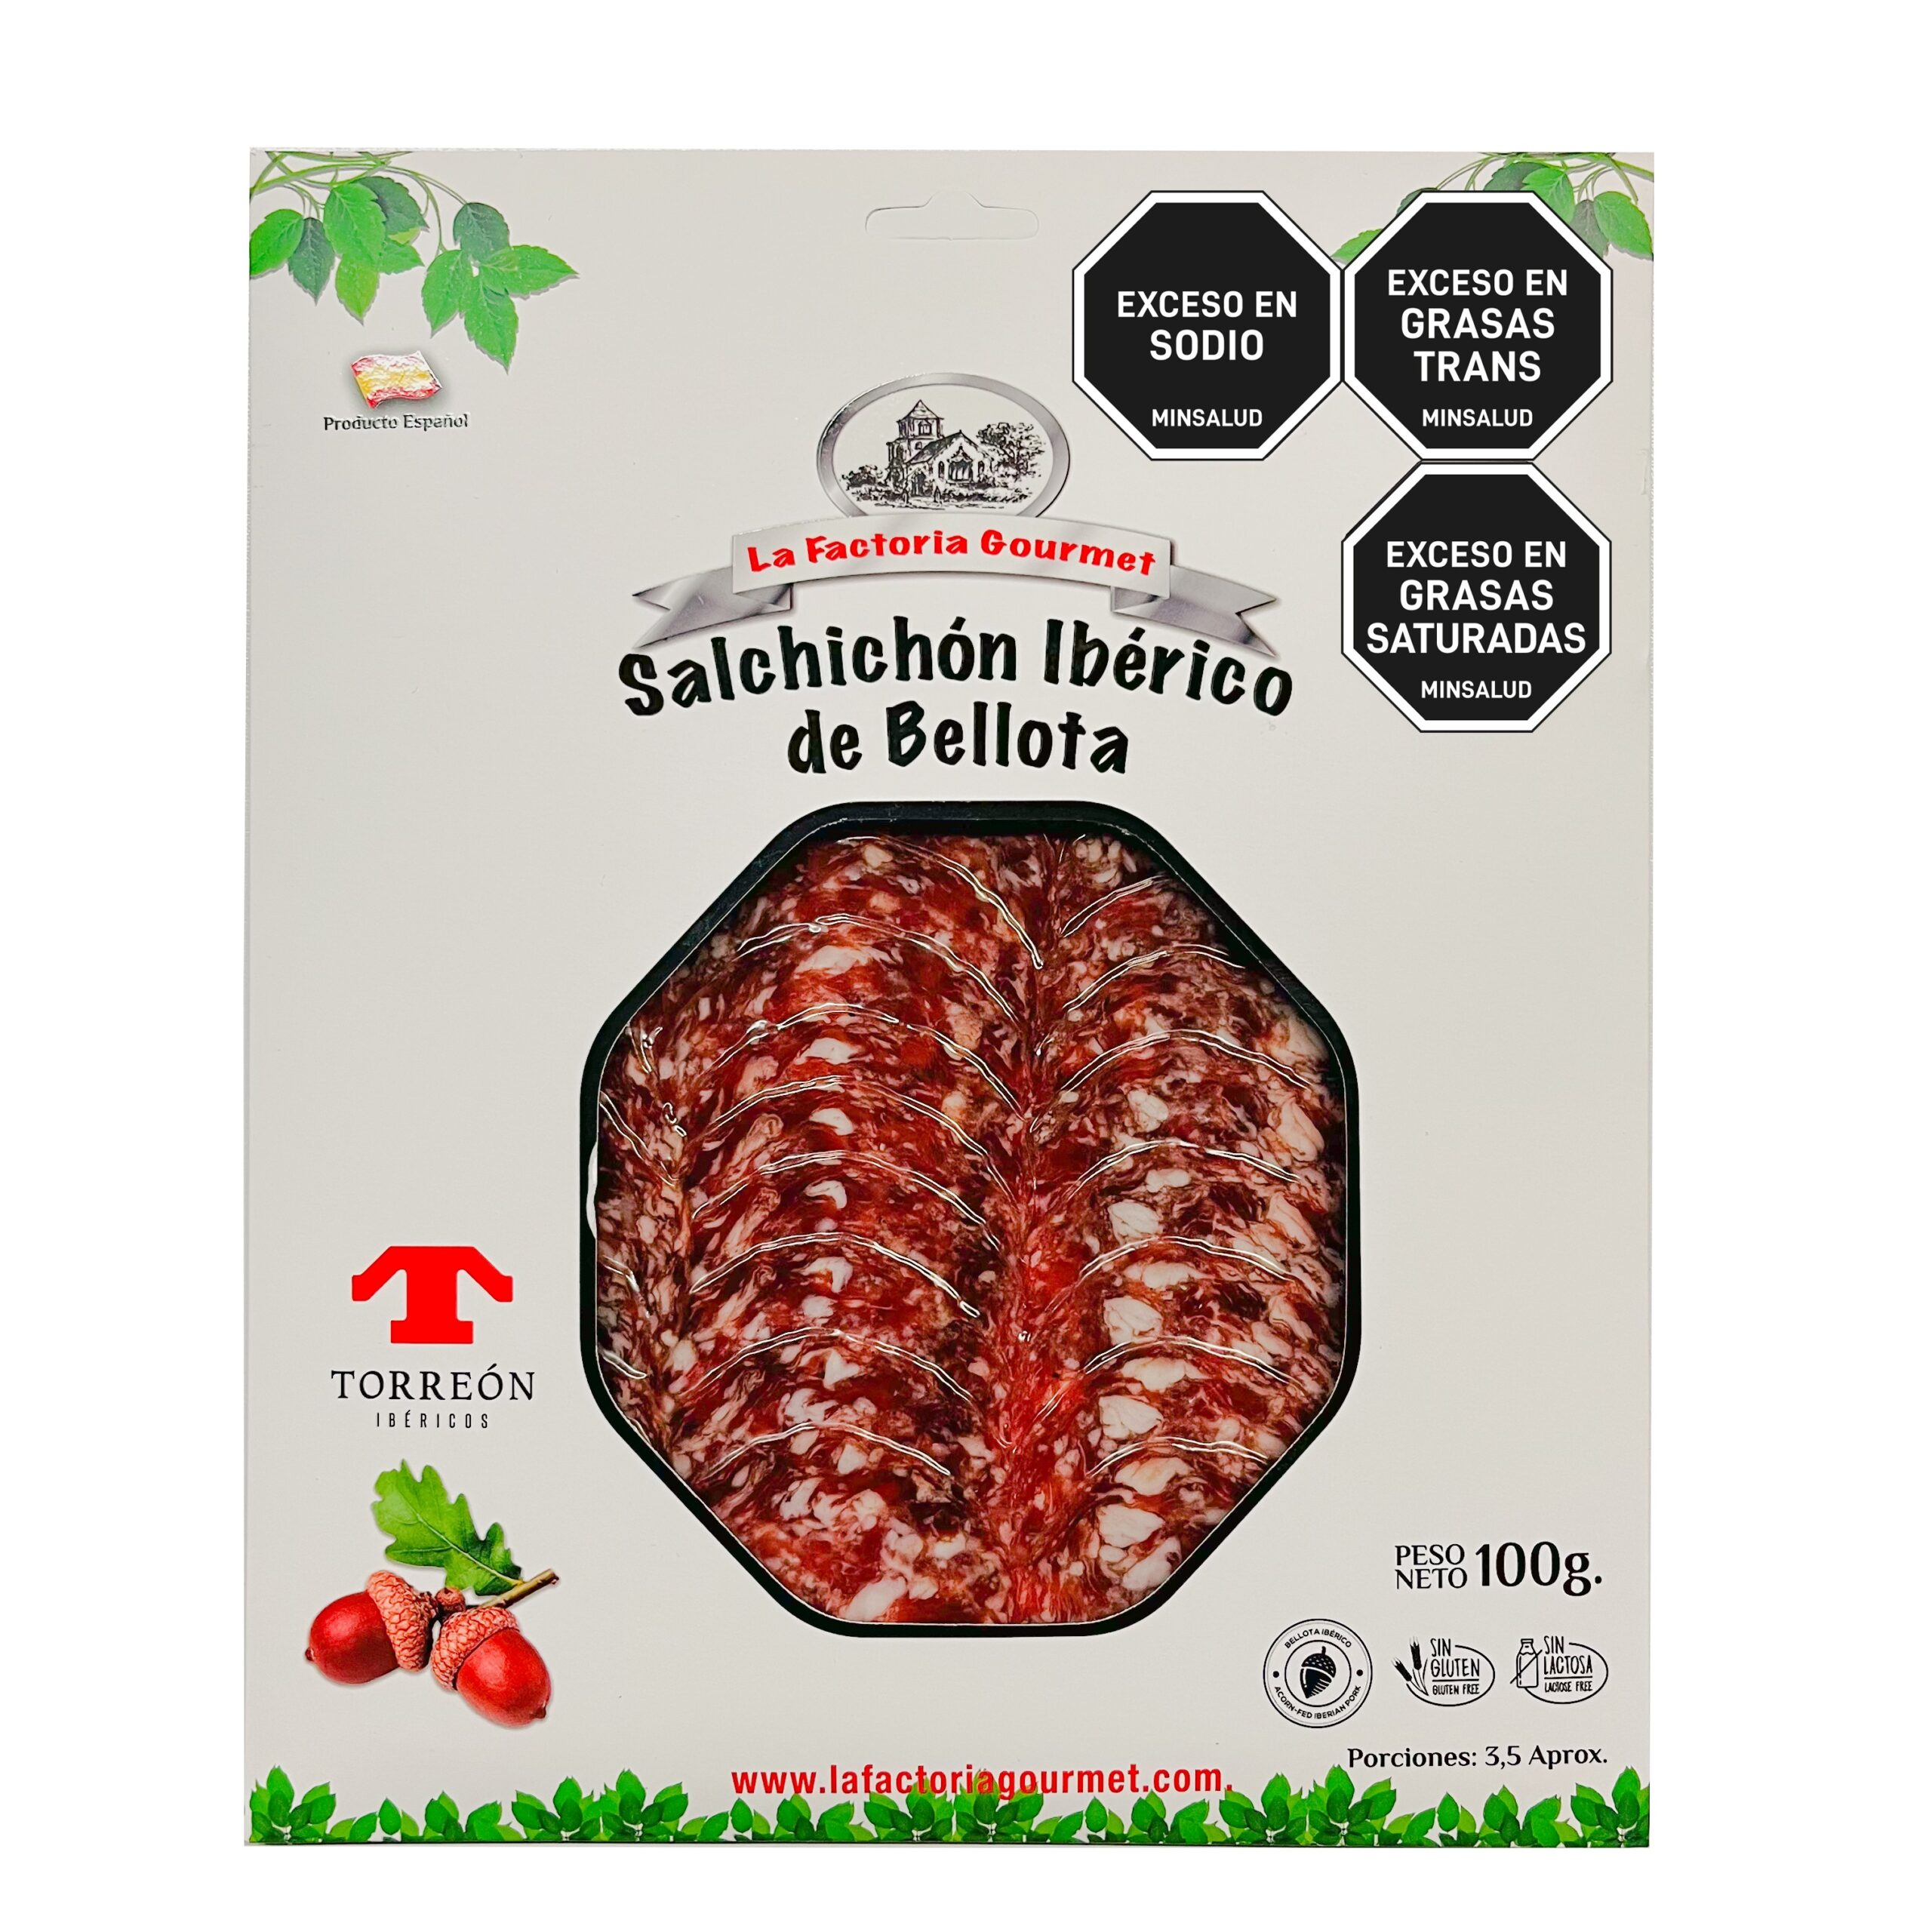 EXCESO EN
SODIO
MINSALUD
EXCESO EN
GRASAS
TRANS
MINSALUD
Producto Español
EXCESO EN
GRASAS
SATURADAS
MINSALUD
La Factoria Gourmet
Salchichón Ibérico
de Bellota
TORREÓN
IBÉRICOS
PESO
NETO
100g.
BELLOTA IBÉRICO
ACORN-FED IBERIAN PORK
SIN
GLUTEN
GLUTEN FREE
SIN
LACTOSA
LACTOSE FREE
Porciones: 3,5 Aprox.
www.lafactoriagourmet.com.